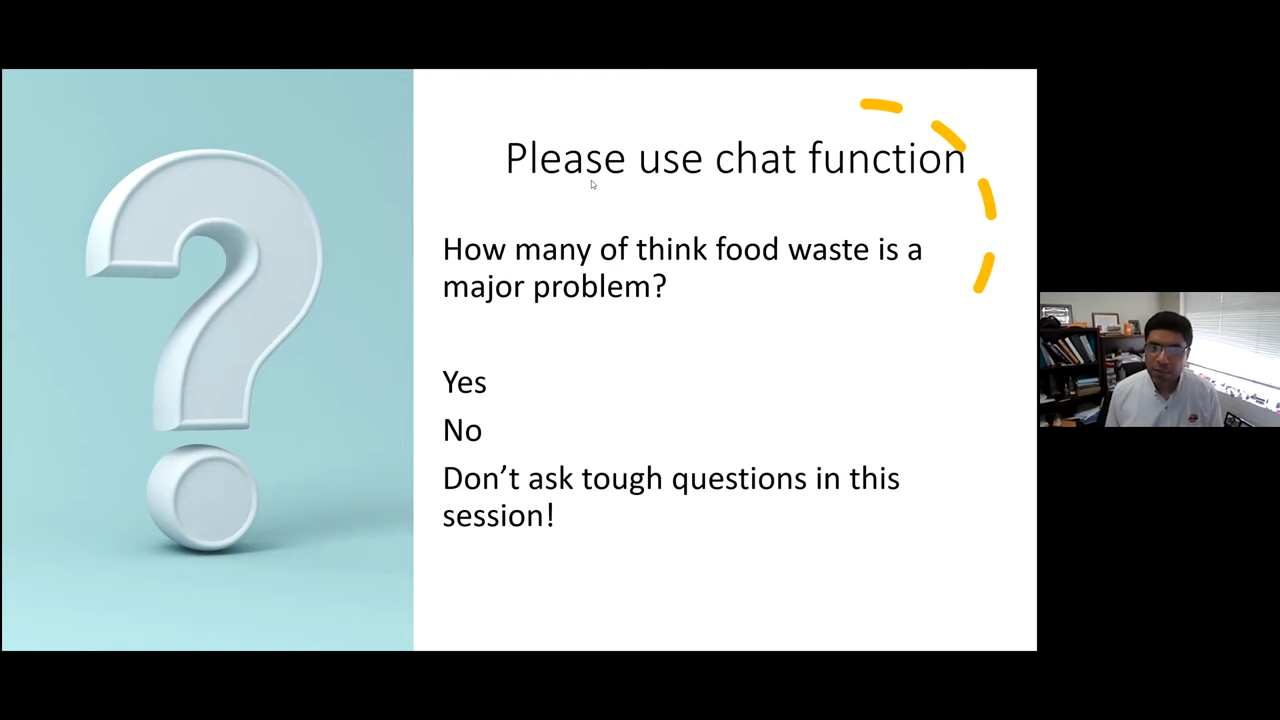 Please use chat function
How many of think food waste is a
major problem?
Yes
No
Don’t ask tough questions in this
session!